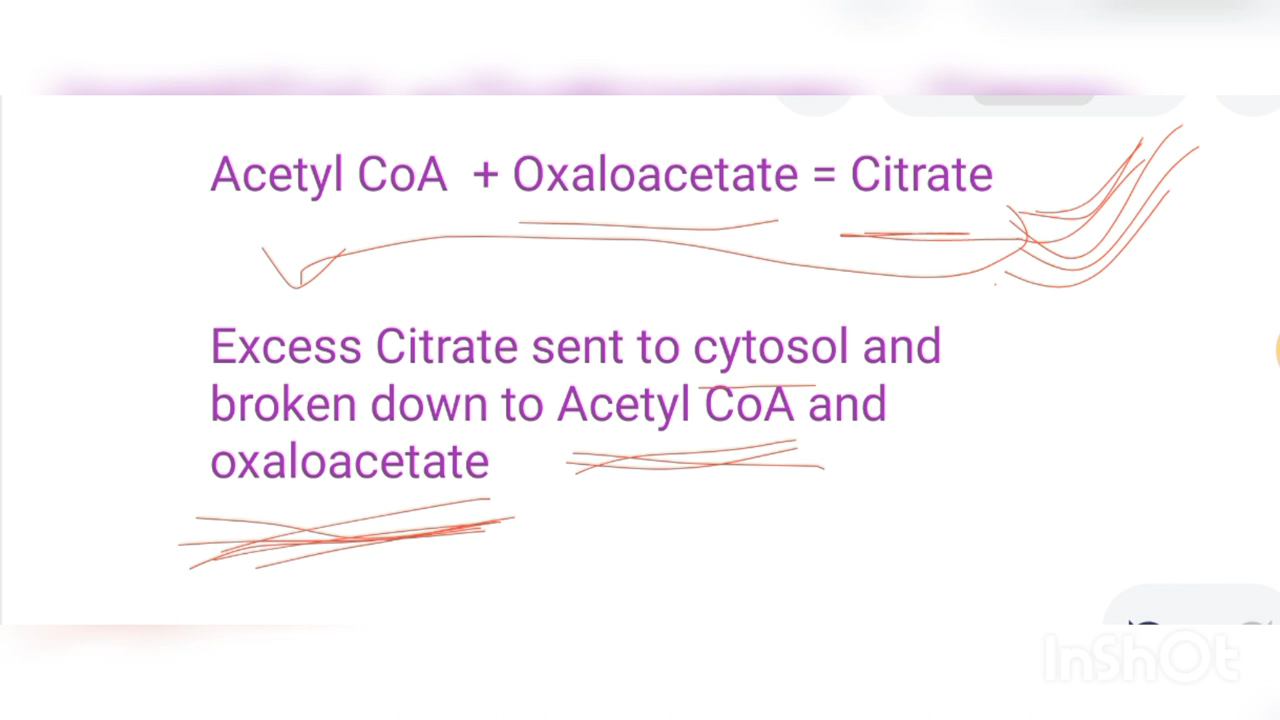 Acetyl CoA + Oxaloacetate = Citrate
Excess Citrate sent to cytosol and
broken down to Acetyl CoA and
oxaloacetate
InShOt